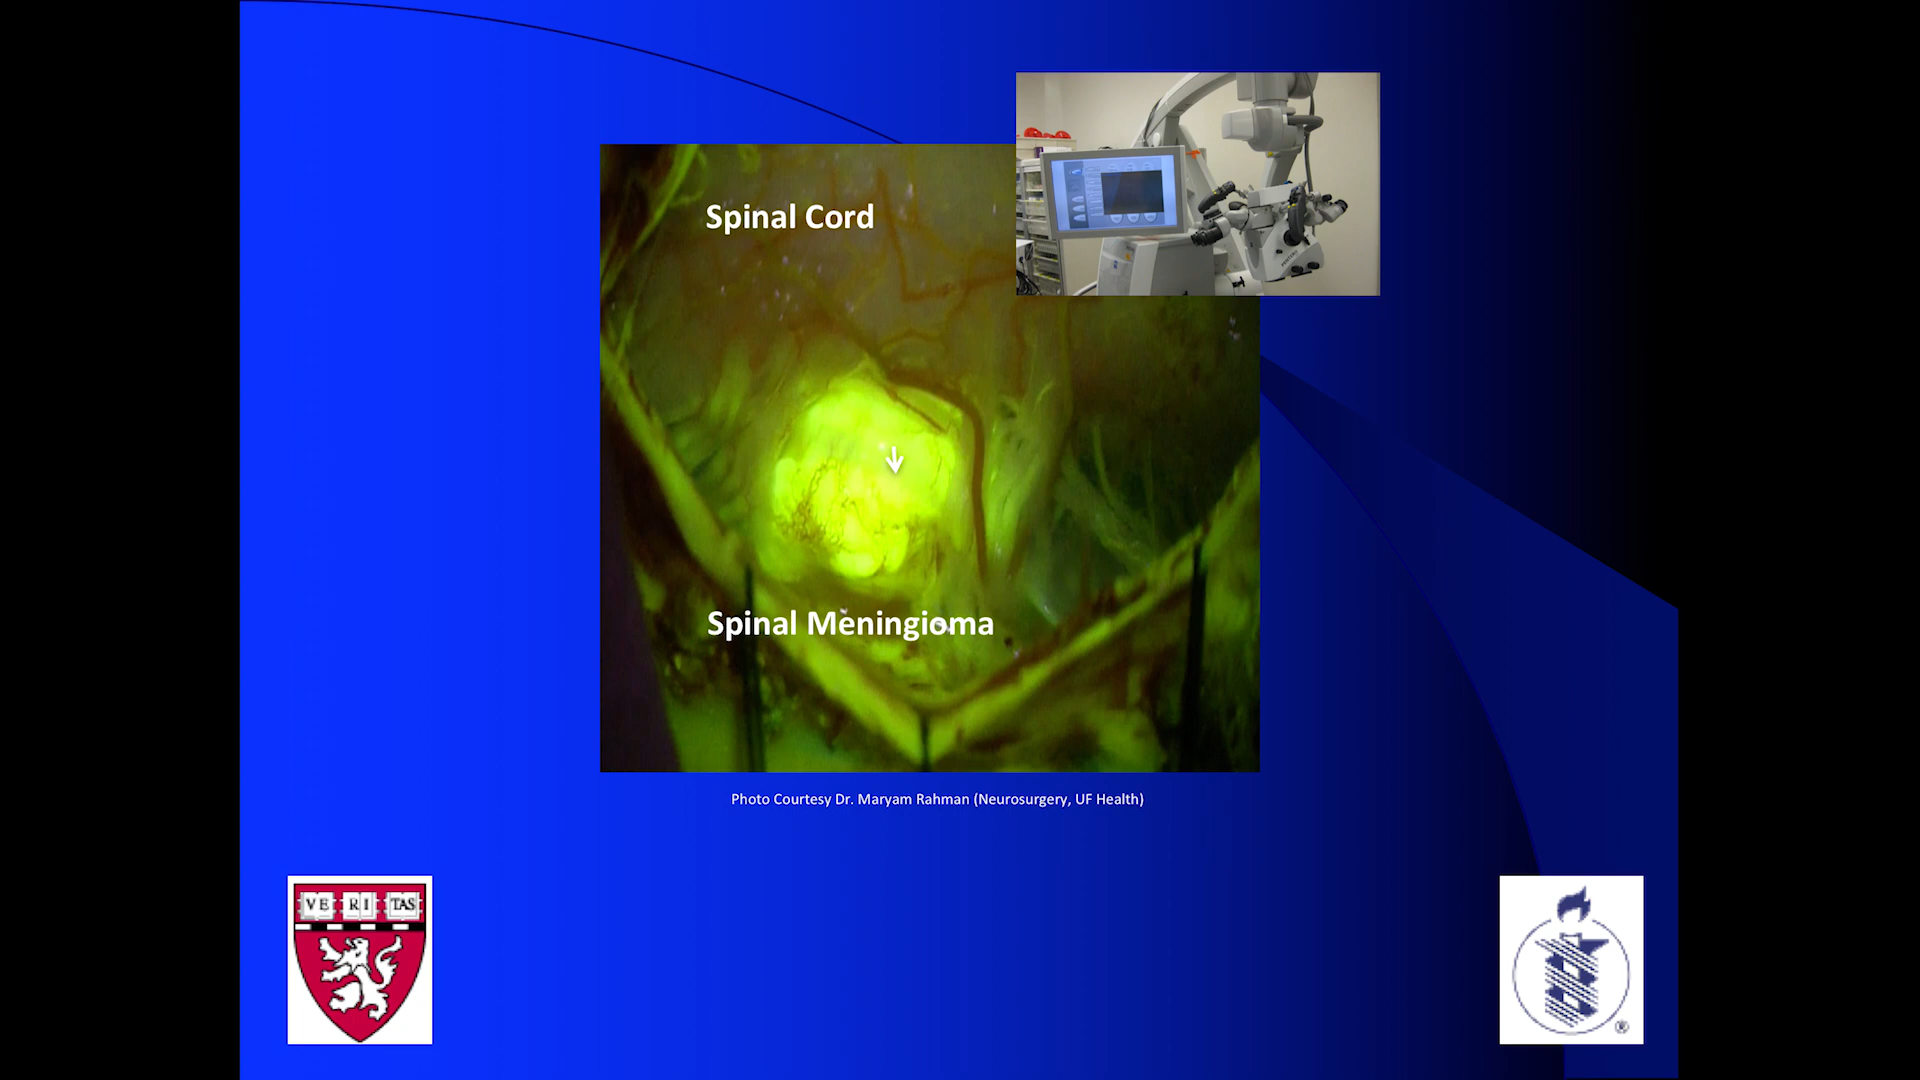 Spinal Cord
Spinal Meningioma
Photo Courtesy Dr. Maryam Rahman (Neurosurgery, UF Health)
VE RI TAS
®